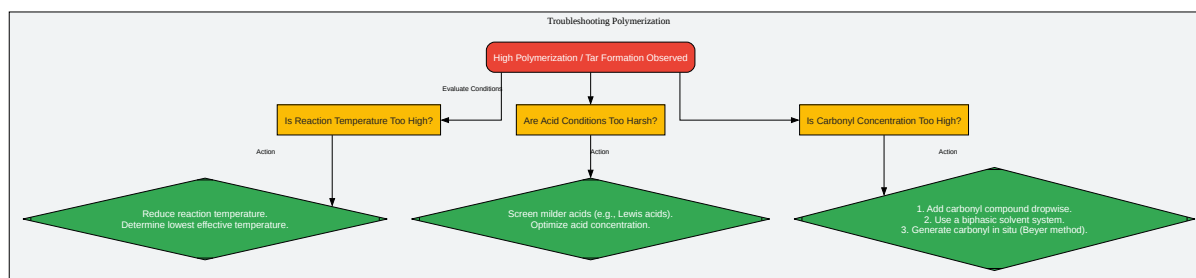 Troubleshooting Polymerization
High Polymerization / Tar Formation Observed
Evaluate Conditions
Is Reaction Temperature Too High?
Are Acid Conditions Too Harsh?
Is Carbonyl Concentration Too High?
Action
Action
Action
Reduce reaction temperature.
Determine lowest effective temperature.
Screen milder acids (e.g., Lewis acids).
Optimize acid concentration.
1. Add carbonyl compound dropwise.
2. Use a biphasic solvent system.
3. Generate carbonyl in situ (Beyer method).